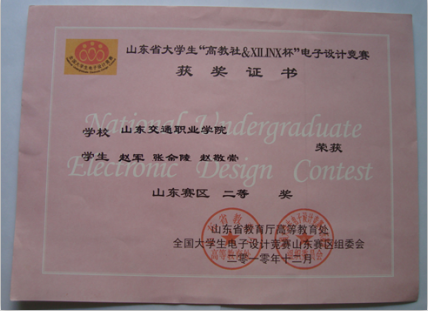 山东省大学生“高教社&XILINX杯”电子设计竞赛
获奖证书
National Undergraduate
学校 山东交通职业学院
荣获
学生 赵军 张余陵 赵敬崇
Electronic Design Contest
山东赛区 二等 奖
山东省教育厅高等教育处
全国大学生电子设计竞赛山东赛区组委会
二〇一〇年十二月